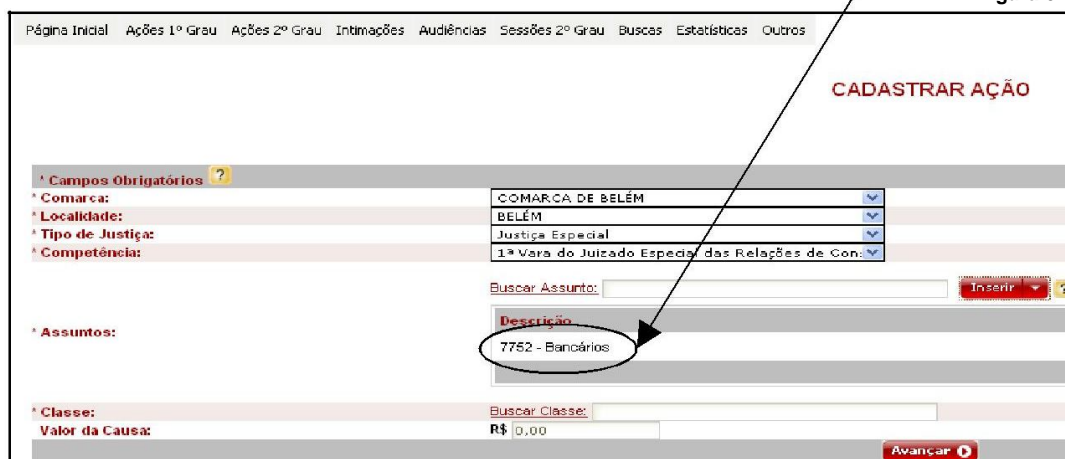 Página Inicial Ações 1º Grau Ações 2º Grau Intimações Audiências Sessões 2º Grau Buscas Estatísticas Outros
CADASTRAR AÇÃO
* Campos Obrigatórios ?
* Comarca: COMARCA DE BELÉM
* Localidade: BELÉM
* Tipo de Justiça: Justiça Especial
* Competência: 1ª Vara do Juizado Especial das Relações de Con
Buscar Assunto: Inserir ?
* Assuntos:
Descrição
7752 - Bancários
* Classe: Buscar Classe:
Valor da Causa: R$ 0,00
Avançar